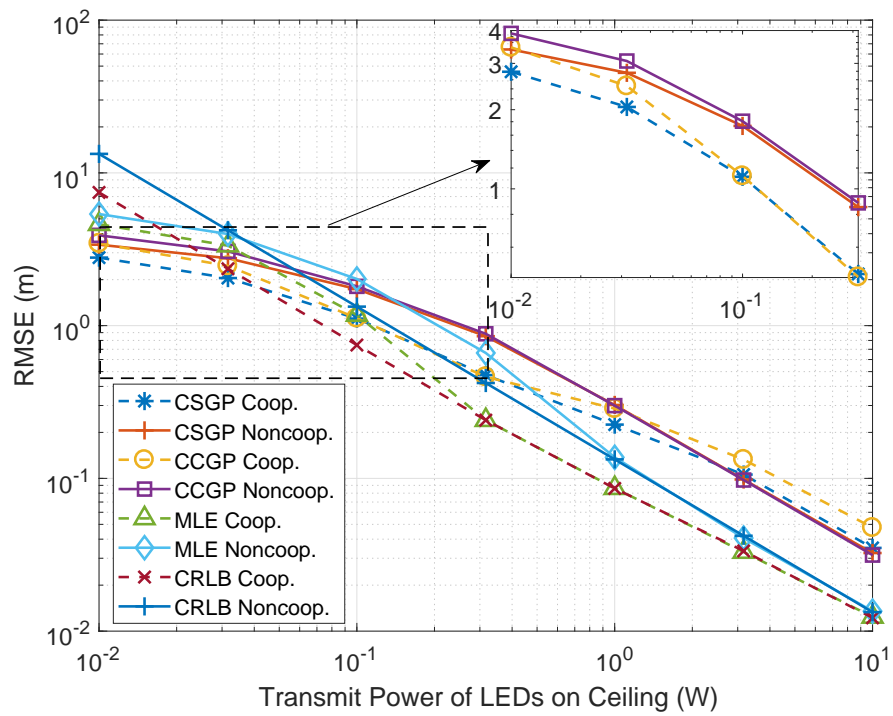 10^2
10^1
10^0
10^-1
10^-2
RMSE (m)
4
3
2
1
10^-2
10^-1
CSGP Coop.
CSGP Noncoop.
CCGP Coop.
CCGP Noncoop.
MLE Coop.
MLE Noncoop.
CRLB Coop.
CRLB Noncoop.
10^-2
10^-1
10^0
10^1
Transmit Power of LEDs on Ceiling (W)